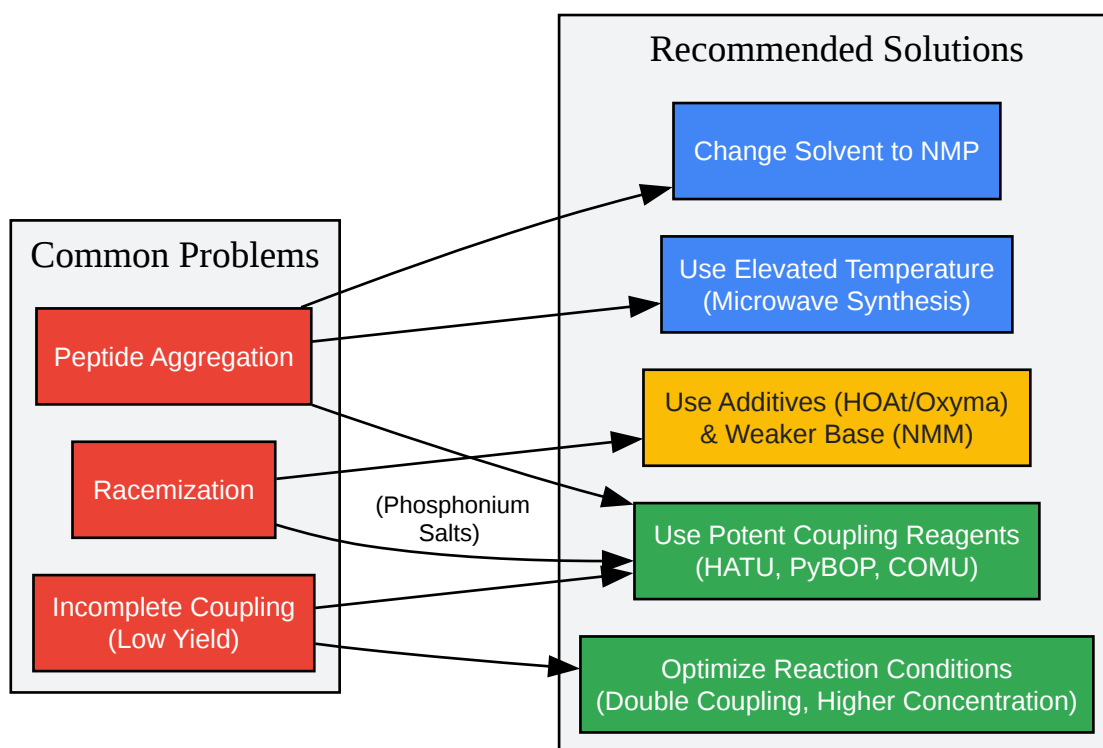 Common Problems
Peptide Aggregation
Racemization
Incomplete Coupling
(Low Yield)
(Phosphonium
Salts)
Recommended Solutions
Change Solvent to NMP
Use Elevated Temperature
(Microwave Synthesis)
Use Additives (HOAt/Oxyma)
& Weaker Base (NMM)
Use Potent Coupling Reagents
(HATU, PyBOP, COMU)
Optimize Reaction Conditions
(Double Coupling, Higher Concentration)